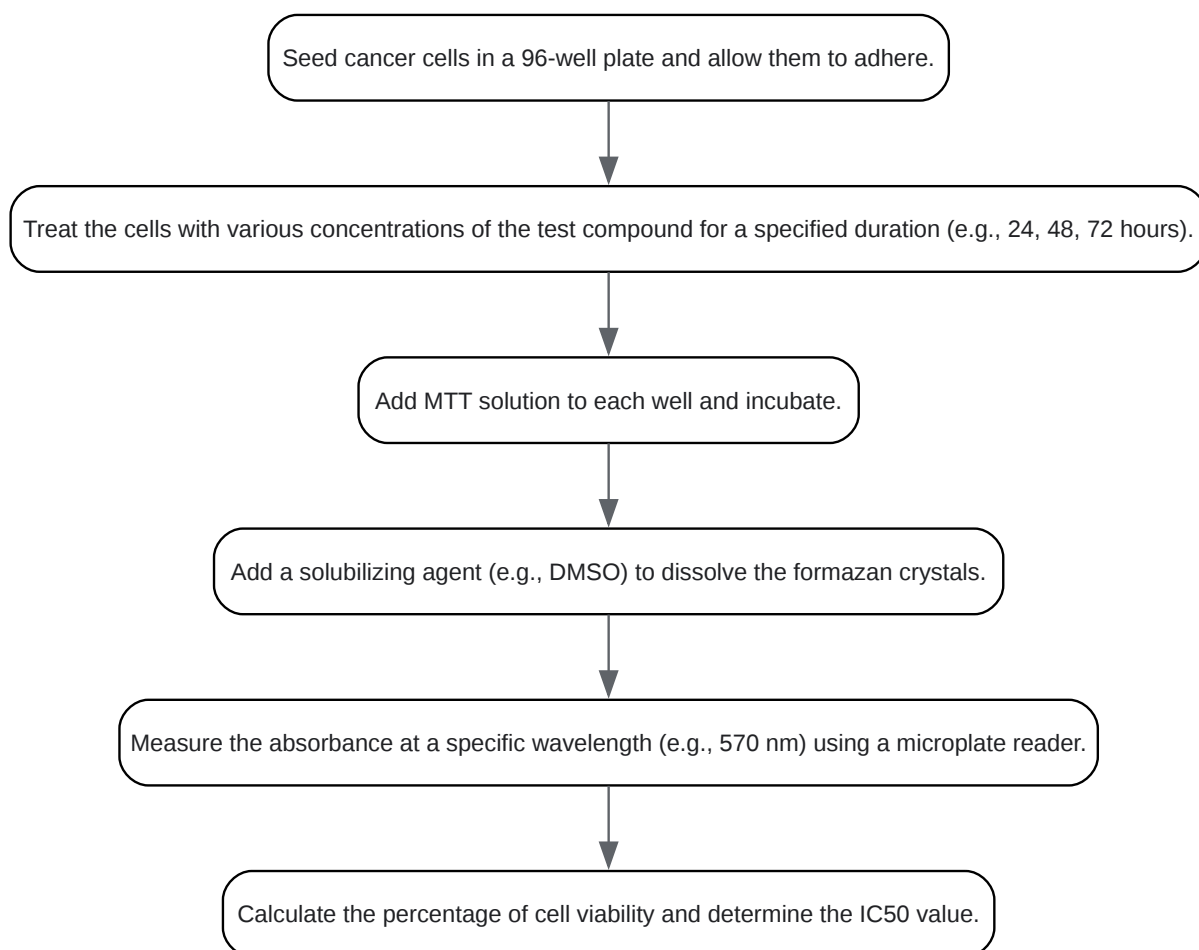 Seed cancer cells in a 96-well plate and allow them to adhere.
Treat the cells with various concentrations of the test compound for a specified duration (e.g., 24, 48, 72 hours).
Add MTT solution to each well and incubate.
Add a solubilizing agent (e.g., DMSO) to dissolve the formazan crystals.
Measure the absorbance at a specific wavelength (e.g., 570 nm) using a microplate reader.
Calculate the percentage of cell viability and determine the IC50 value.